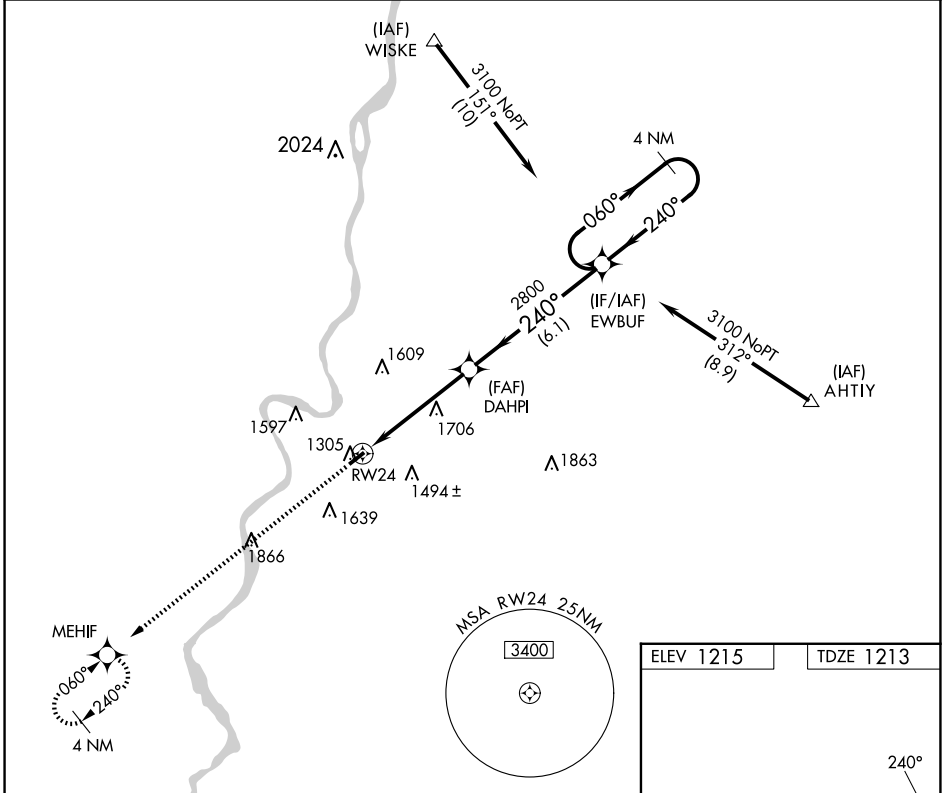 (IAF)
WISKE
3100 NoPT
151°
(10)
2024
4 NM
060°
240°
(IF/IAF)
EWBUF
2800
240°
(6.1)
3100 NoPT
312°
(8.9)
(IAF)
AHTIY
1609
(FAF)
DAHPI
1597
1706
1305
RW24
1494 ±
1863
1639
1866
MEHIF
060°
240°
4 NM
MSA RW24 25NM
3400
ELEV 1215
TDZE 1213
240°